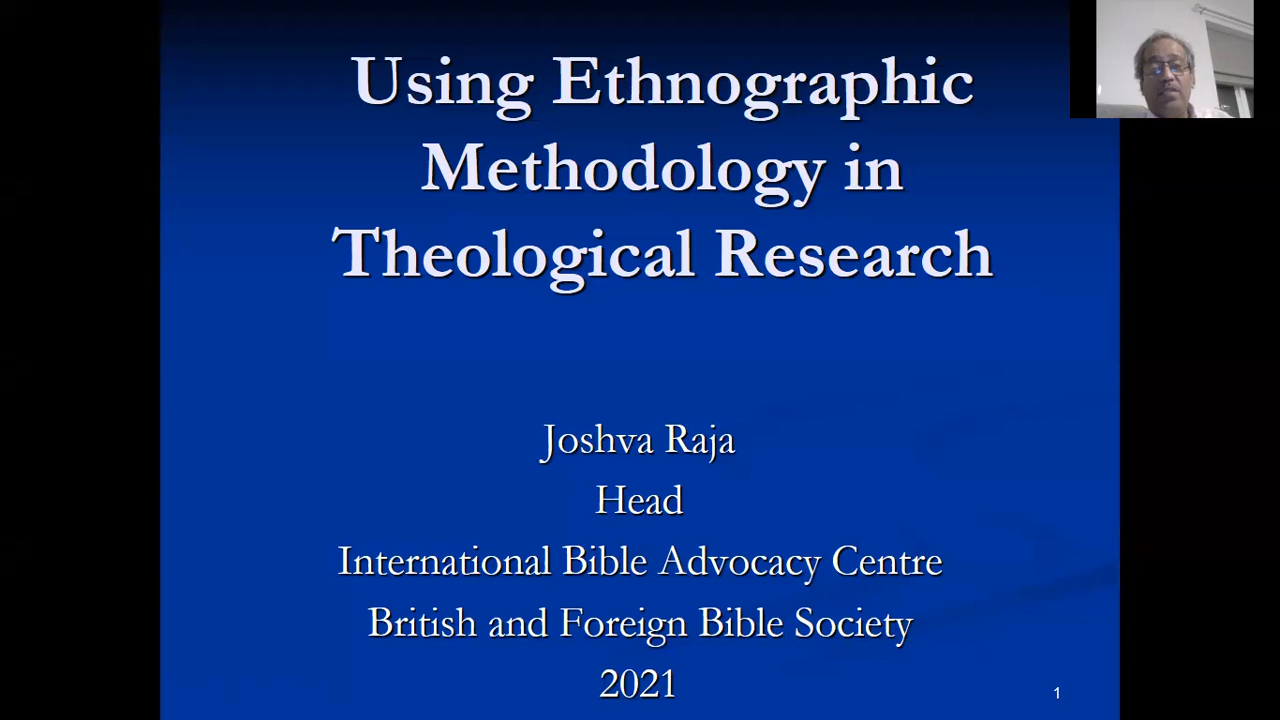 Using Ethnographic
Methodology in
Theological Research
Joshva Raja
Head
International Bible Advocacy Centre
British and Foreign Bible Society
2021
1